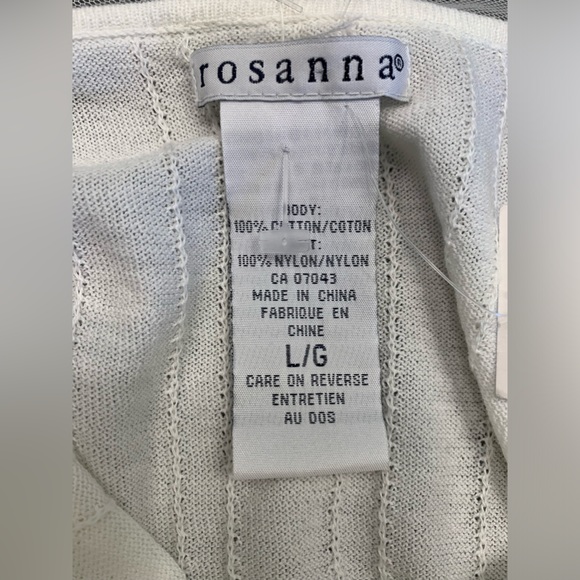 rosanna®
BODY:
100% COTTON/COTON
100% NYLON/NYLON
CA 07043
MADE IN CHINA
FABRIQUE EN
CHINE
L/G
CARE ON REVERSE
ENTRETIEN
AU DOS